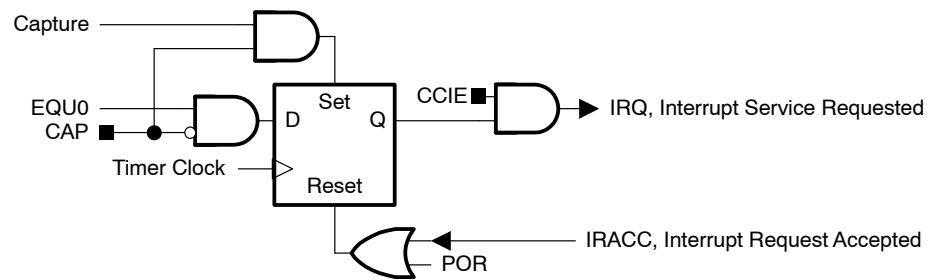 Capture
Set
EQU0
CAP
D
Q
CCIE
IRQ, Interrupt Service Requested
Timer Clock
Reset
IRACC, Interrupt Request Accepted
POR